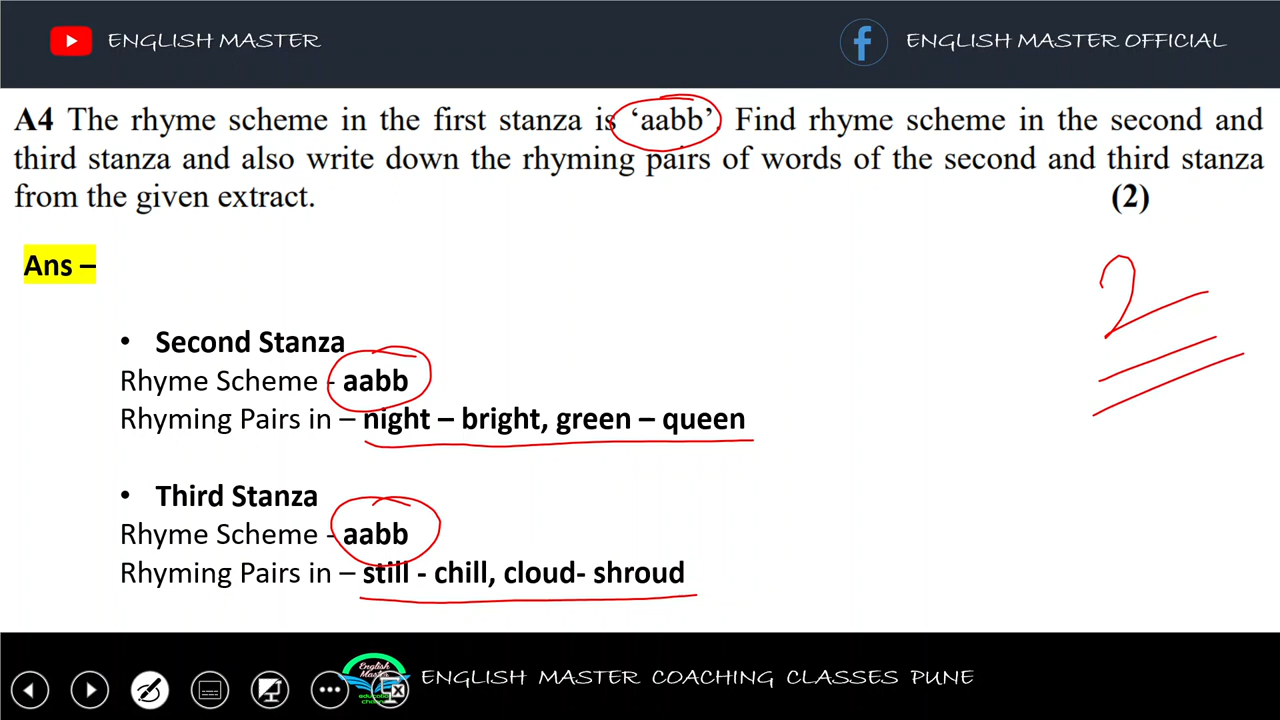 ENGLISH MASTER
ENGLISH MASTER OFFICIAL
A4 The rhyme scheme in the first stanza is ‘aabb’. Find rhyme scheme in the second and
third stanza and also write down the rhyming pairs of words of the second and third stanza
from the given extract. (2)
Ans –
2
• Second Stanza
Rhyme Scheme - aabb
Rhyming Pairs in – night – bright, green – queen
• Third Stanza
Rhyme Scheme - aabb
Rhyming Pairs in – still - chill, cloud- shroud
English
Master
ENGLISH MASTER COACHING CLASSES PUNE